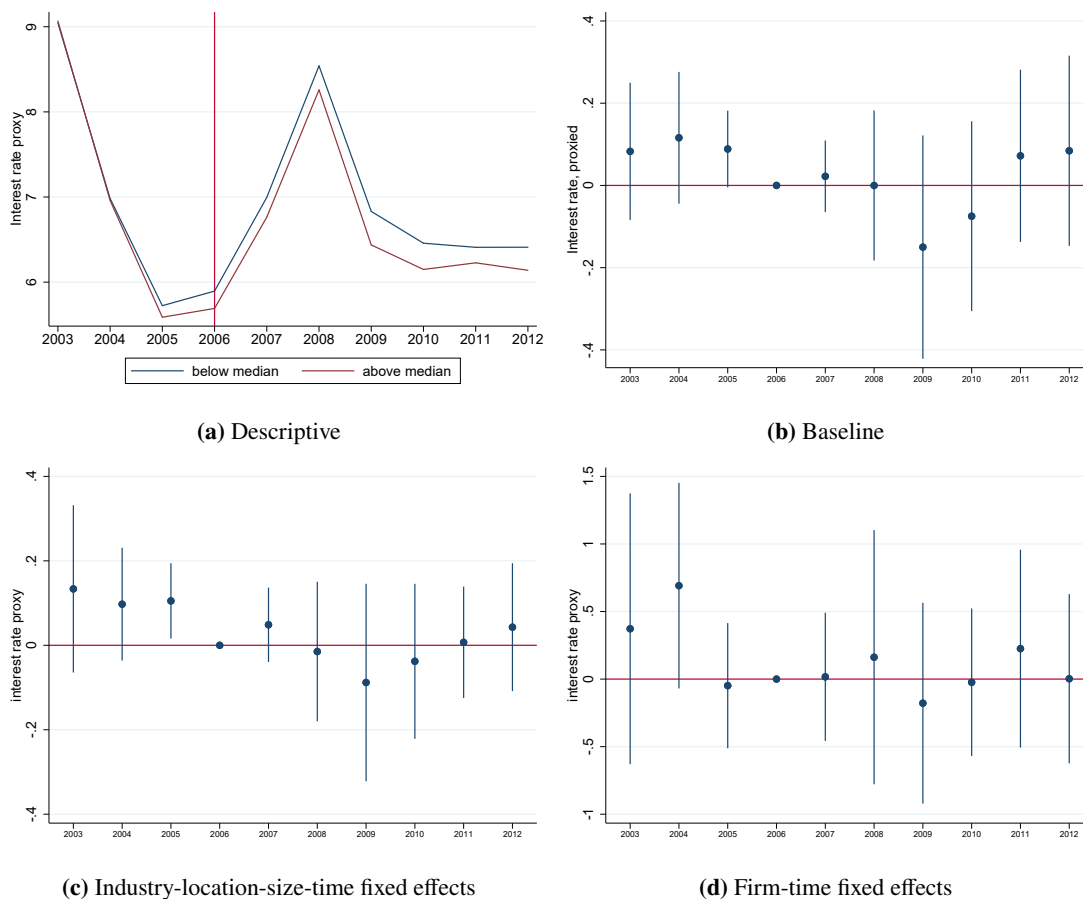 Interest rate proxy
9
8
7
6
2003 2004 2005 2006 2007 2008 2009 2010 2011 2012
below median above median
(a) Descriptive
Interest rate, proxied
.4
.2
0
-.2
-.4
2003 2004 2005 2006 2007 2008 2009 2010 2011 2012
(b) Baseline
interest rate proxy
.4
.2
0
-.2
-.4
2003 2004 2005 2006 2007 2008 2009 2010 2011 2012
(c) Industry-location-size-time fixed effects
interest rate proxy
1.5
1
.5
0
-.5
-1
2003 2004 2005 2006 2007 2008 2009 2010 2011 2012
(d) Firm-time fixed effects